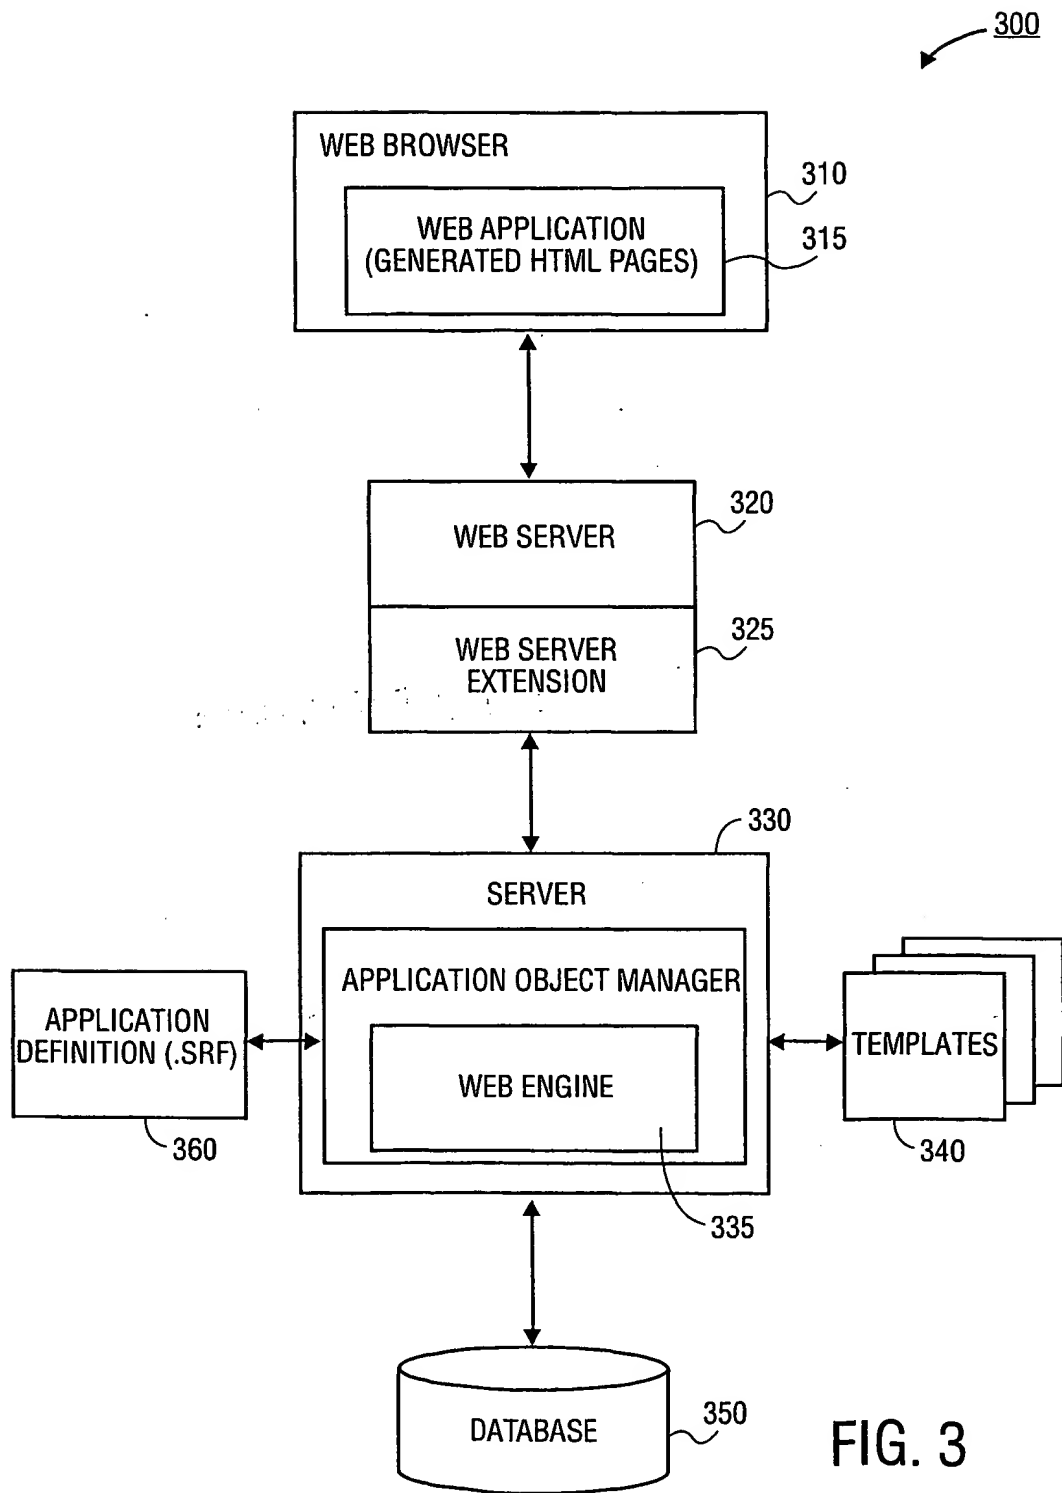 300
WEB BROWSER
310
WEB APPLICATION
(GENERATED HTML PAGES)
315
320
WEB SERVER
325
WEB SERVER
EXTENSION
330
SERVER
APPLICATION OBJECT MANAGER
APPLICATION
DEFINITION (.SRF)
TEMPLATES
WEB ENGINE
360
340
335
DATABASE
350
FIG. 3